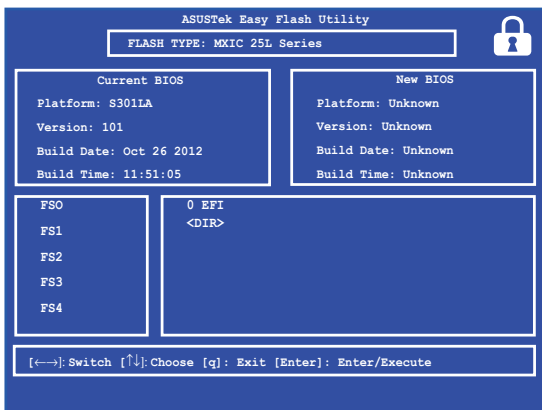 ASUSTek Easy Flash Utility
FLASH TYPE: MXIC 25L Series
Current BIOS
Platform: S301LA
Version: 101
Build Date: Oct 26 2012
Build Time: 11:51:05
New BIOS
Platform: Unknown
Version: Unknown
Build Date: Unknown
Build Time: Unknown
FSO
FS1
FS2
FS3
FS4
0 EFI
<DIR>
[←→]: Switch [↑↓]: Choose [q]: Exit [Enter]: Enter/Execute